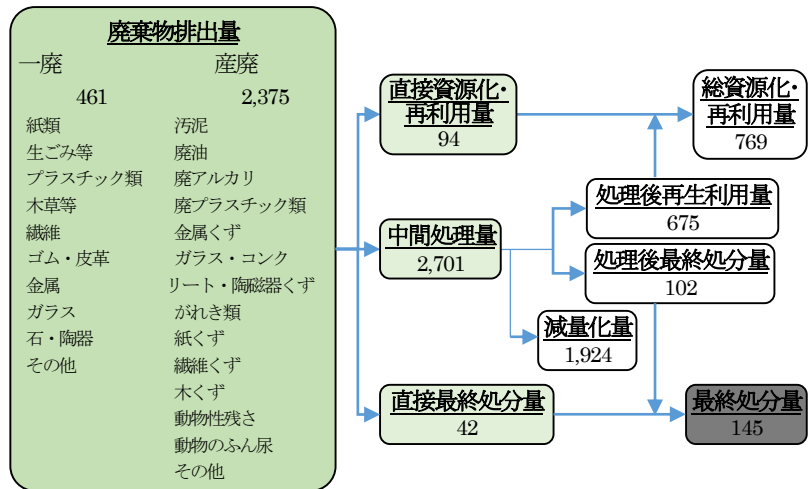 廃棄物排出量
一廃
産廃
461
2,375
紙類
生ごみ等
プラスチック類
木草等
繊維
ゴム・皮革
金属
ガラス
石・陶器
その他
汚泥
廃油
廃アルカリ
廃プラスチック類
金属くず
ガラス・コンク
リート・陶磁器くず
がれき類
紙くず
繊維くず
木くず
動物性残さ
動物のふん尿
その他
直接資源化・
再利用量
94
中間処理量
2,701
直接最終処分量
42
処理後再生利用量
675
処理後最終処分量
102
減量化量
1,924
総資源化・
再利用量
769
最終処分量
145